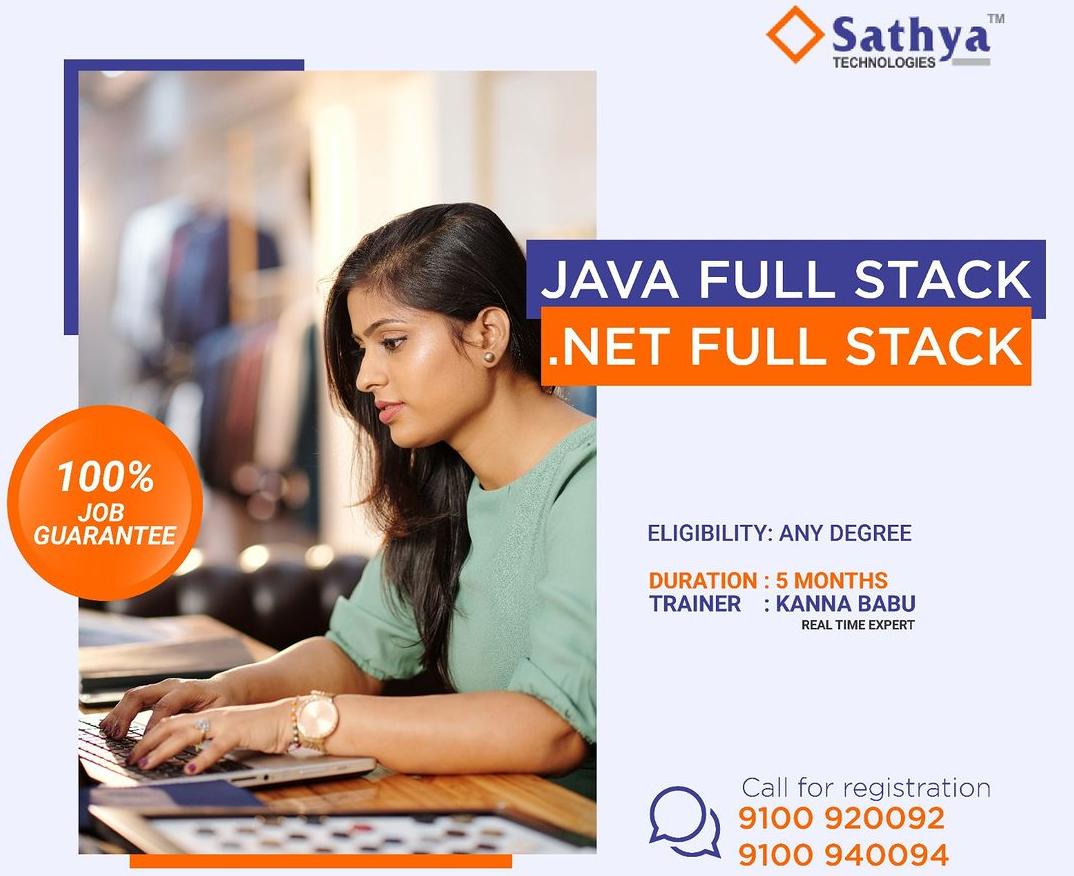 Sathya™
TECHNOLOGIES
JAVA FULL STACK
.NET FULL STACK
100%
JOB
GUARANTEE
ELIGIBILITY: ANY DEGREE
DURATION : 5 MONTHS
TRAINER : KANNA BABU
REAL TIME EXPERT
Call for registration
9100 920092
9100 940094